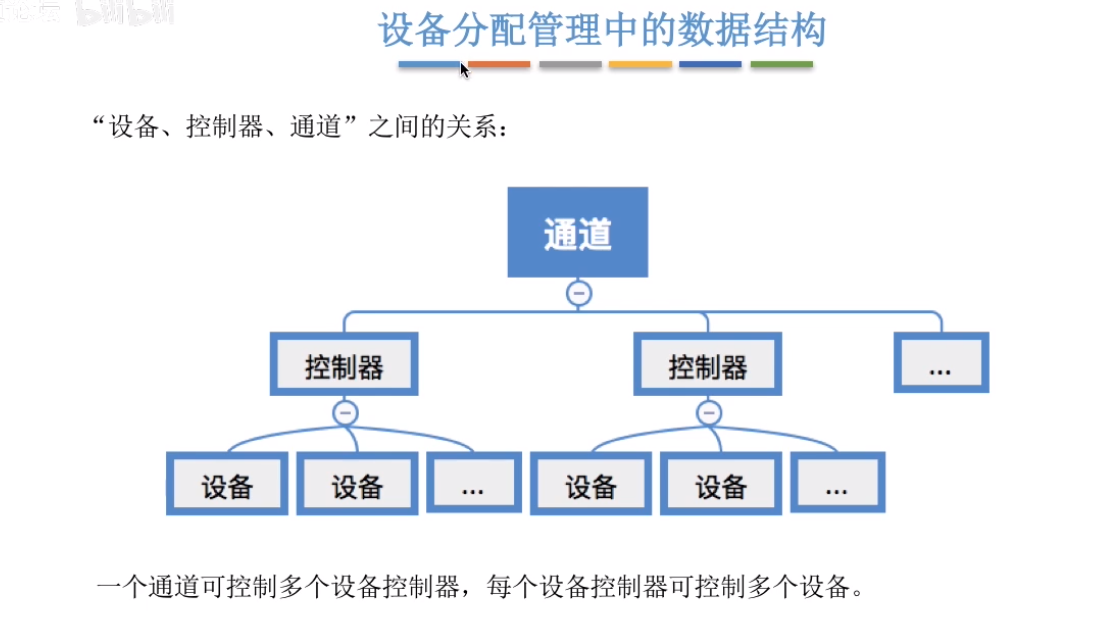 bilibili
设备分配管理中的数据结构
“设备、控制器、通道”之间的关系：
通道
控制器 控制器 ...
设备 设备 ... 设备 设备 ...
一个通道可控制多个设备控制器，每个设备控制器可控制多个设备。